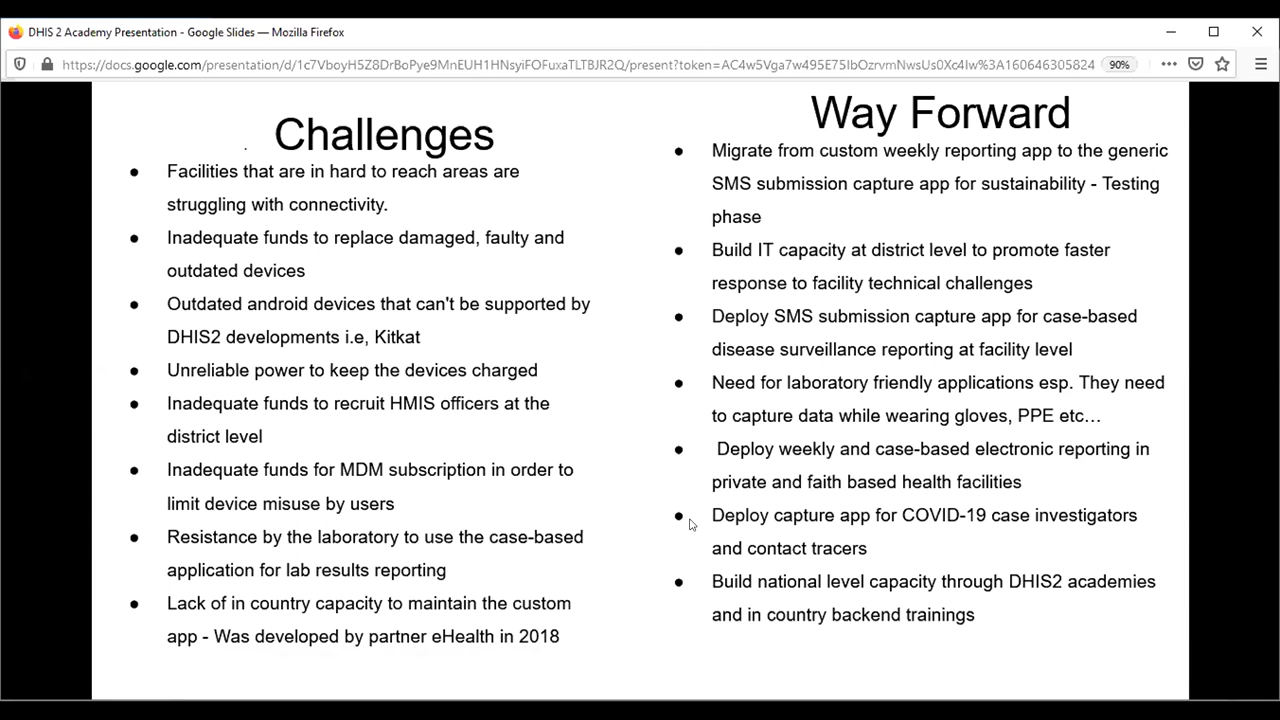 DHIS 2 Academy Presentation - Google Slides — Mozilla Firefox
https://docs.google.com/presentation/d/1c7VboyH5Z8DrBoPye9MnEUH1HNsyiFOFuxaTLTBJR2Q/present?token=AC4w5Vga7w495E75IbOzrvmNwsUs0Xc4Iw%3A160646305824
90%
Challenges
Facilities that are in hard to reach areas are
struggling with connectivity.
Inadequate funds to replace damaged, faulty and
outdated devices
Outdated android devices that can't be supported by
DHIS2 developments i.e, Kitkat
Unreliable power to keep the devices charged
Inadequate funds to recruit HMIS officers at the
district level
Inadequate funds for MDM subscription in order to
limit device misuse by users
Resistance by the laboratory to use the case-based
application for lab results reporting
Lack of in country capacity to maintain the custom
app - Was developed by partner eHealth in 2018
Way Forward
Migrate from custom weekly reporting app to the generic
SMS submission capture app for sustainability - Testing
phase
Build IT capacity at district level to promote faster
response to facility technical challenges
Deploy SMS submission capture app for case-based
disease surveillance reporting at facility level
Need for laboratory friendly applications esp. They need
to capture data while wearing gloves, PPE etc…
Deploy weekly and case-based electronic reporting in
private and faith based health facilities
Deploy capture app for COVID-19 case investigators
and contact tracers
Build national level capacity through DHIS2 academies
and in country backend trainings